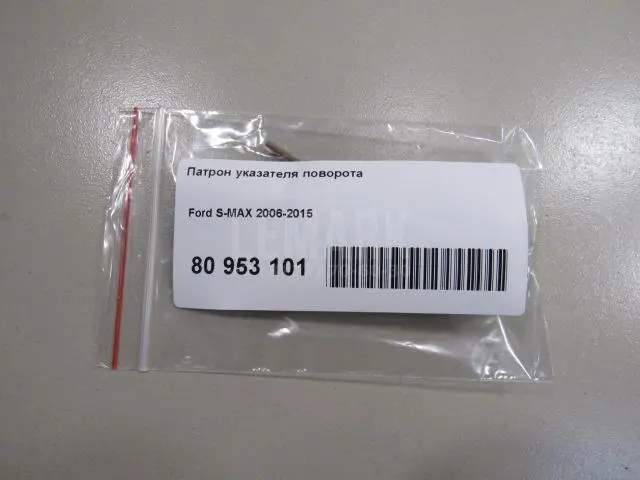 Патрон указателя поворота
Ford S-MAX 2006-2015
LEMARK
80 953 101